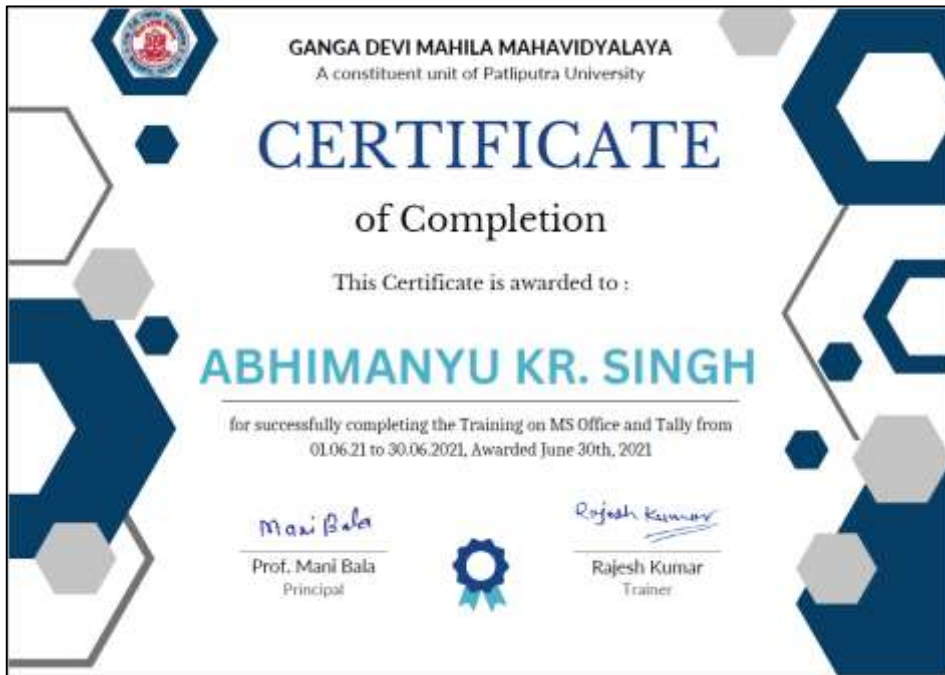 GANGA DEVI MAHILA MAHAVIDYALAYA
A constituent unit of Patliputra University
CERTIFICATE
of Completion
This Certificate is awarded to :
ABHIMANYU KR. SINGH
for successfully completing the Training on MS Office and Tally from
01.06.21 to 30.06.2021, Awarded June 30th, 2021
Mani Bala
Rajesh Kumar
Prof. Mani Bala
Principal
Rajesh Kumar
Trainer